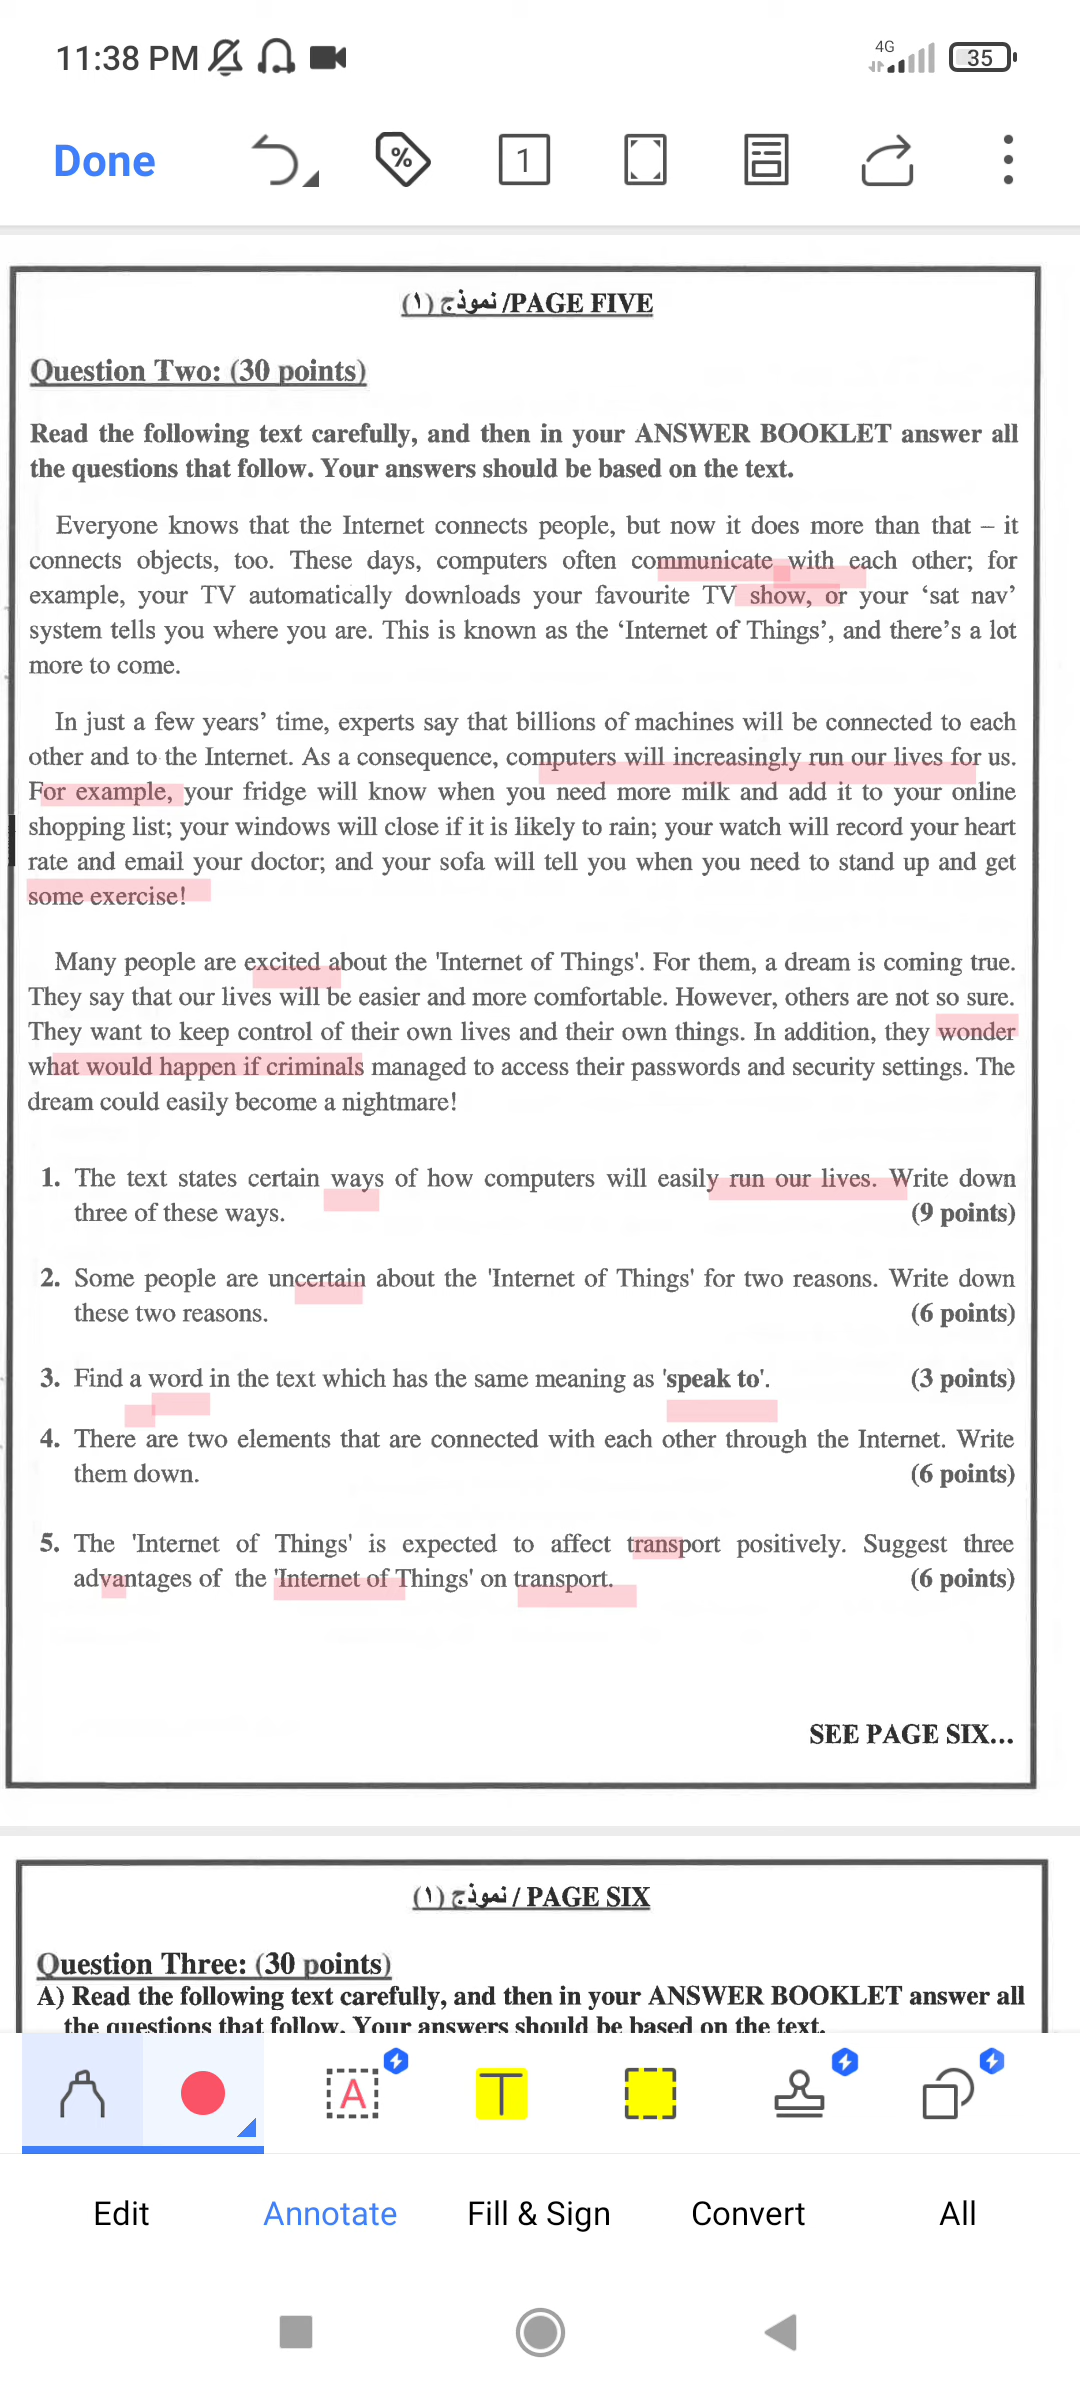 11:38 PM
4G
35
Done
%
1
نموذج (١) /PAGE FIVE
Question Two: (30 points)
Read the following text carefully, and then in your ANSWER BOOKLET answer all
the questions that follow. Your answers should be based on the text.
Everyone knows that the Internet connects people, but now it does more than that – it
connects objects, too. These days, computers often communicate with each other; for
example, your TV automatically downloads your favourite TV show, or your ‘sat nav’
system tells you where you are. This is known as the ‘Internet of Things’, and there’s a lot
more to come.
In just a few years’ time, experts say that billions of machines will be connected to each
other and to the Internet. As a consequence, computers will increasingly run our lives for us.
For example, your fridge will know when you need more milk and add it to your online
shopping list; your windows will close if it is likely to rain; your watch will record your heart
rate and email your doctor; and your sofa will tell you when you need to stand up and get
some exercise!
Many people are excited about the 'Internet of Things'. For them, a dream is coming true.
They say that our lives will be easier and more comfortable. However, others are not so sure.
They want to keep control of their own lives and their own things. In addition, they wonder
what would happen if criminals managed to access their passwords and security settings. The
dream could easily become a nightmare!
1. The text states certain ways of how computers will easily run our lives. Write down
three of these ways. (9 points)
2. Some people are uncertain about the 'Internet of Things' for two reasons. Write down
these two reasons. (6 points)
3. Find a word in the text which has the same meaning as 'speak to'. (3 points)
4. There are two elements that are connected with each other through the Internet. Write
them down. (6 points)
5. The 'Internet of Things' is expected to affect transport positively. Suggest three
advantages of the 'Internet of Things' on transport. (6 points)
SEE PAGE SIX...
نموذج (١) / PAGE SIX
Question Three: (30 points)
A) Read the following text carefully, and then in your ANSWER BOOKLET answer all
the questions that follow. Your answers should be based on the text.
A
T
Edit
Annotate
Fill & Sign
Convert
All